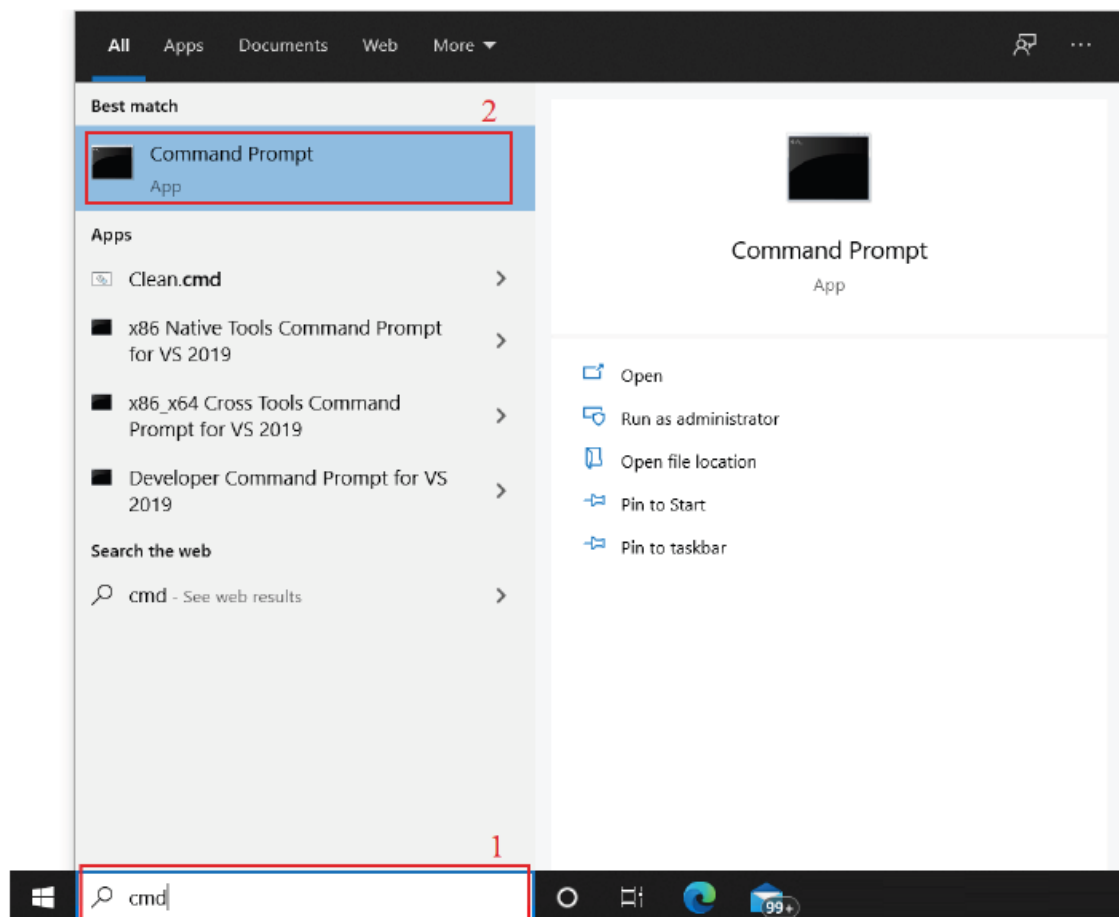 All Apps Documents Web More
Best match
2
Command Prompt
App
Apps
Clean.cmd
x86 Native Tools Command Prompt
for VS 2019
x86_x64 Cross Tools Command
Prompt for VS 2019
Developer Command Prompt for VS
2019
Search the web
cmd - See web results
Command Prompt
App
Open
Run as administrator
Open file location
Pin to Start
Pin to taskbar
1
cmd
99+